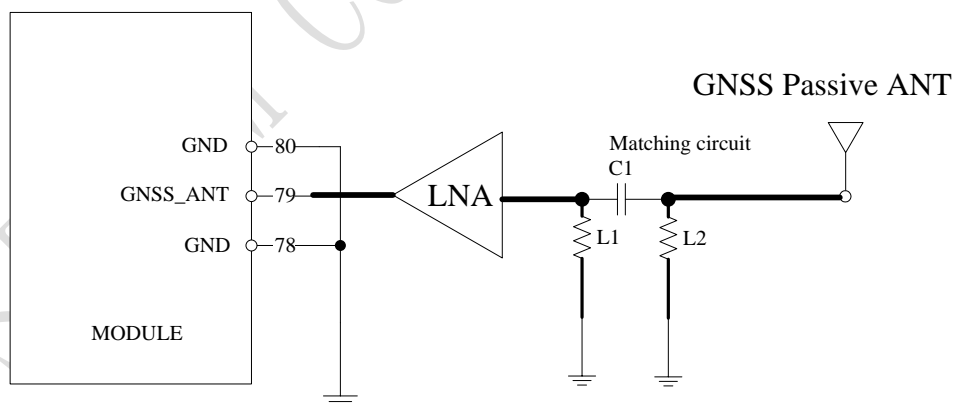 GNSS Passive ANT
Matching circuit
C1
GND
80
GNSS_ANT
79
LNA
L1
L2
GND
78
MODULE